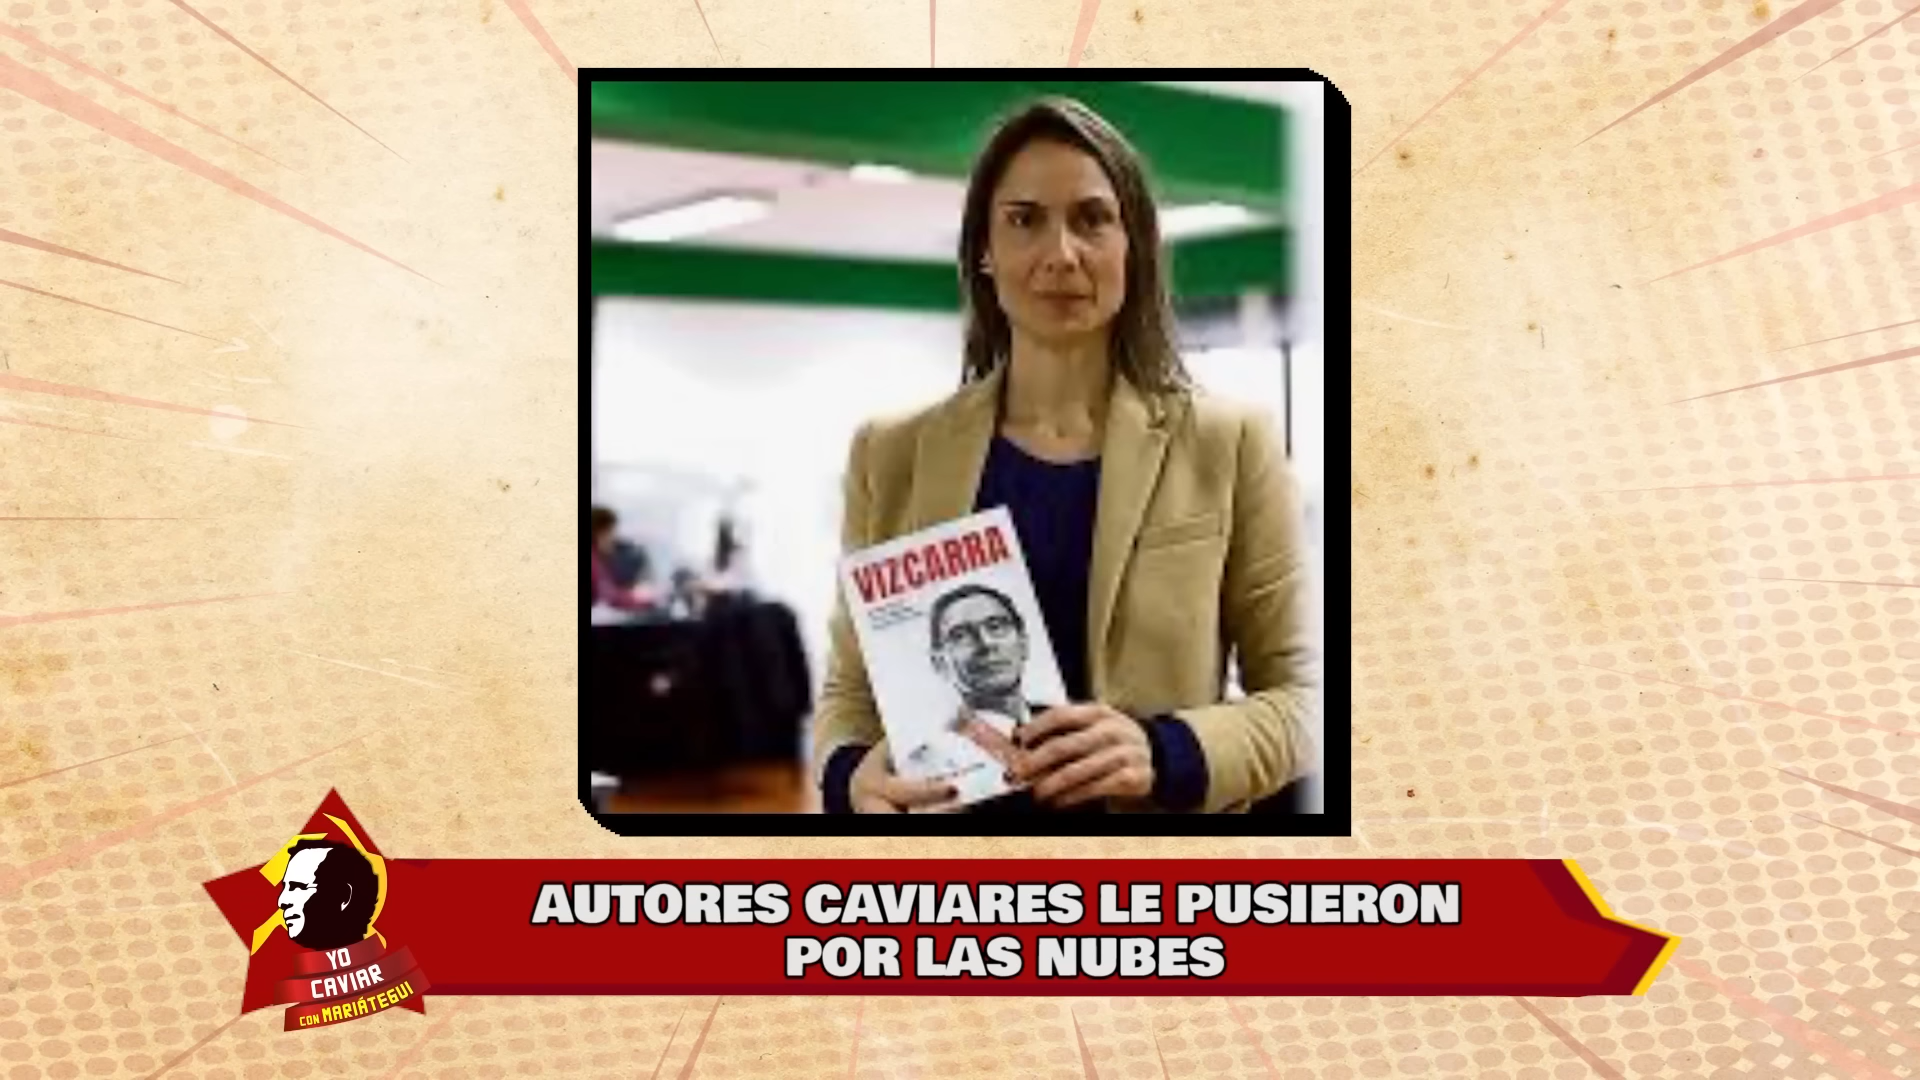 VIZCARRA
AUTORES CAVIARES LE PUSIERON
POR LAS NUBES
YO
CAVIAR
CON MARIÁTEGUI